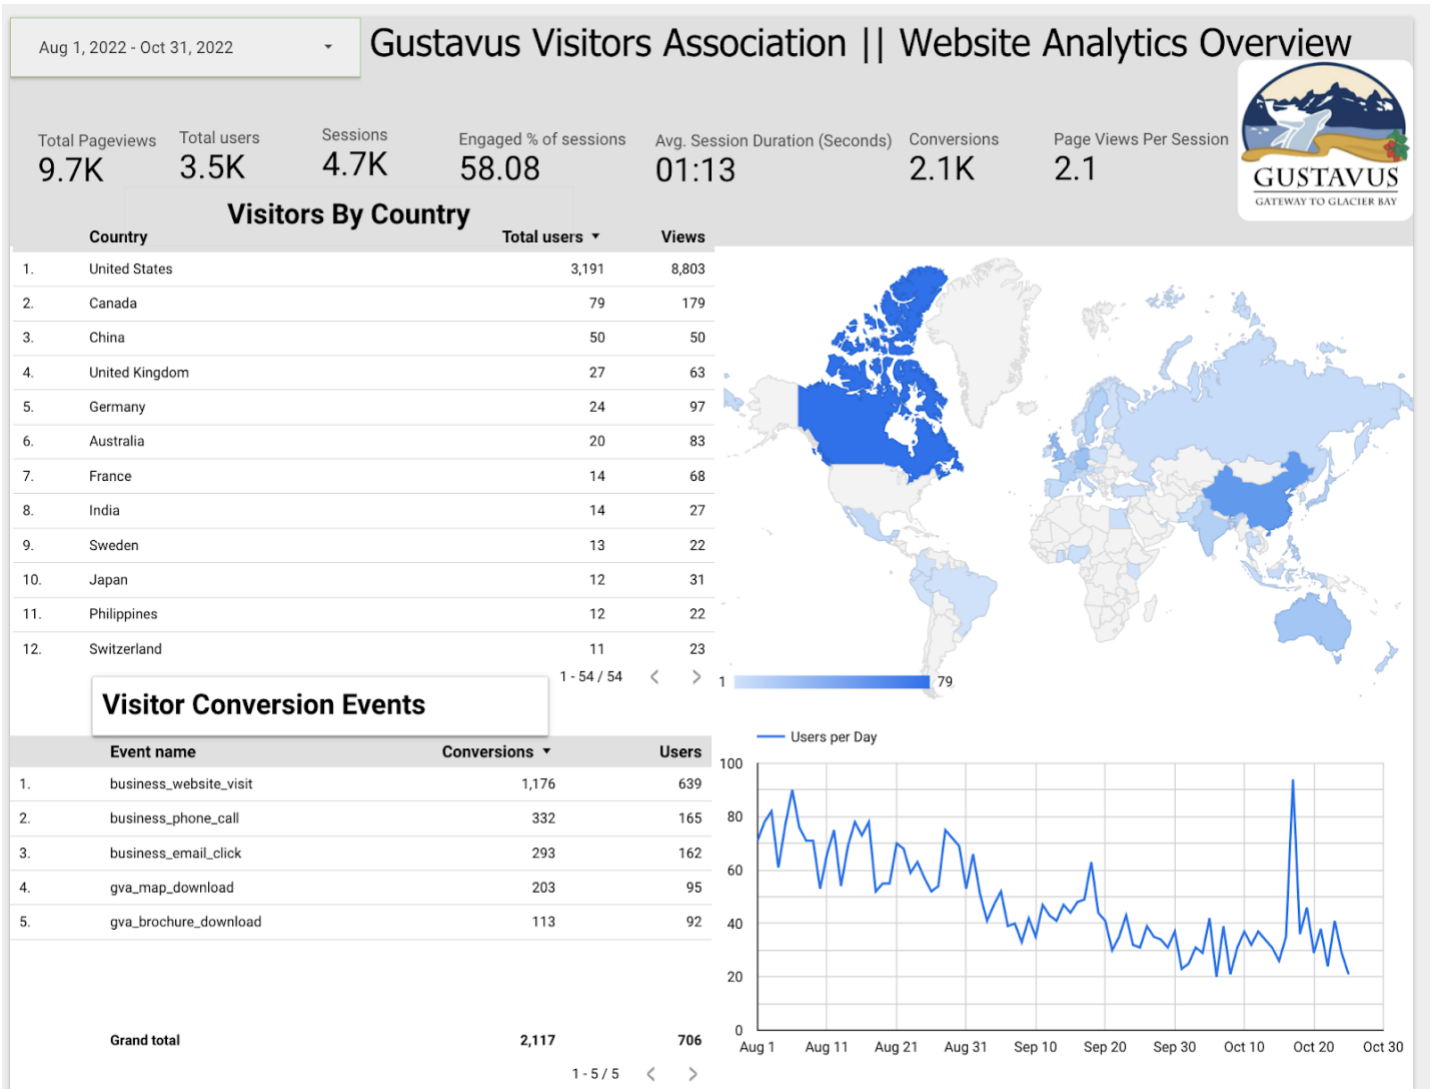 Aug 1, 2022 - Oct 31, 2022
Gustavus Visitors Association || Website Analytics Overview
Total Pageviews
9.7K
Total users
3.5K
Sessions
4.7K
Engaged % of sessions
58.08
Avg. Session Duration (Seconds)
01:13
Conversions
2.1K
Page Views Per Session
2.1
GUSTAVUS
GATEWAY TO GLACIER BAY
Visitors By Country
Country Total users Views
1. United States 3,191 8,803
2. Canada 79 179
3. China 50 50
4. United Kingdom 27 63
5. Germany 24 97
6. Australia 20 83
7. France 14 68
8. India 14 27
9. Sweden 13 22
10. Japan 12 31
11. Philippines 12 22
12. Switzerland 11 23
1 - 54 / 54
1 79
Visitor Conversion Events
Event name Conversions Users
1. business_website_visit 1,176 639
2. business_phone_call 332 165
3. business_email_click 293 162
4. gva_map_download 203 95
5. gva_brochure_download 113 92
Grand total 2,117 706
1 - 5 / 5
Users per Day
100
80
60
40
20
0
Aug 1 Aug 11 Aug 21 Aug 31 Sep 10 Sep 20 Sep 30 Oct 10 Oct 20 Oct 30